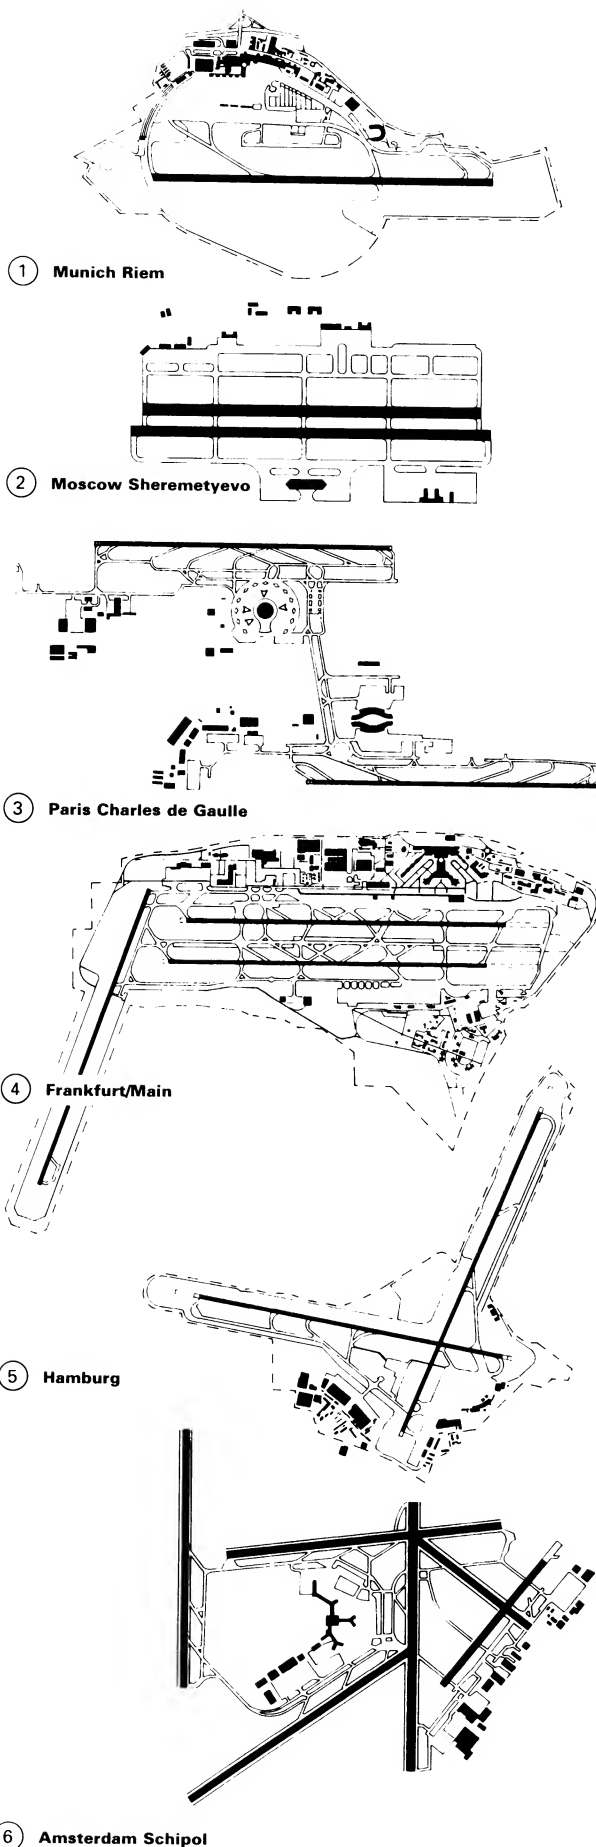 1 Munich Riem
2 Moscow Sheremetyevo
3 Paris Charles de Gaulle
4 Frankfurt/Main
5 Hamburg
6 Amsterdam Schipol